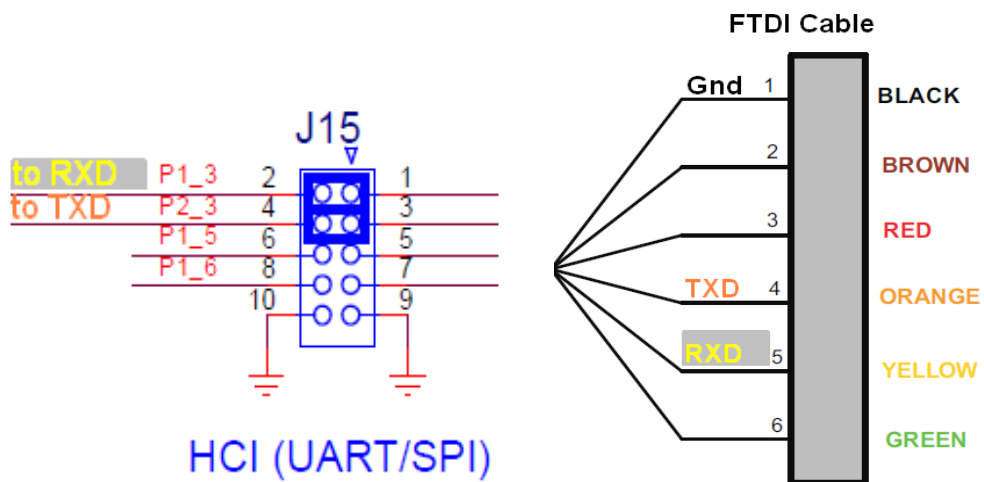 FTDI Cable
J15
to RXD P1_3 2 1
to TXD P2_3 4 3
P1_5 6 5
P1_6 8 7
10 9
HCI (UART/SPI)
Gnd 1 BLACK
2 BROWN
3 RED
TXD 4 ORANGE
RXD 5 YELLOW
6 GREEN